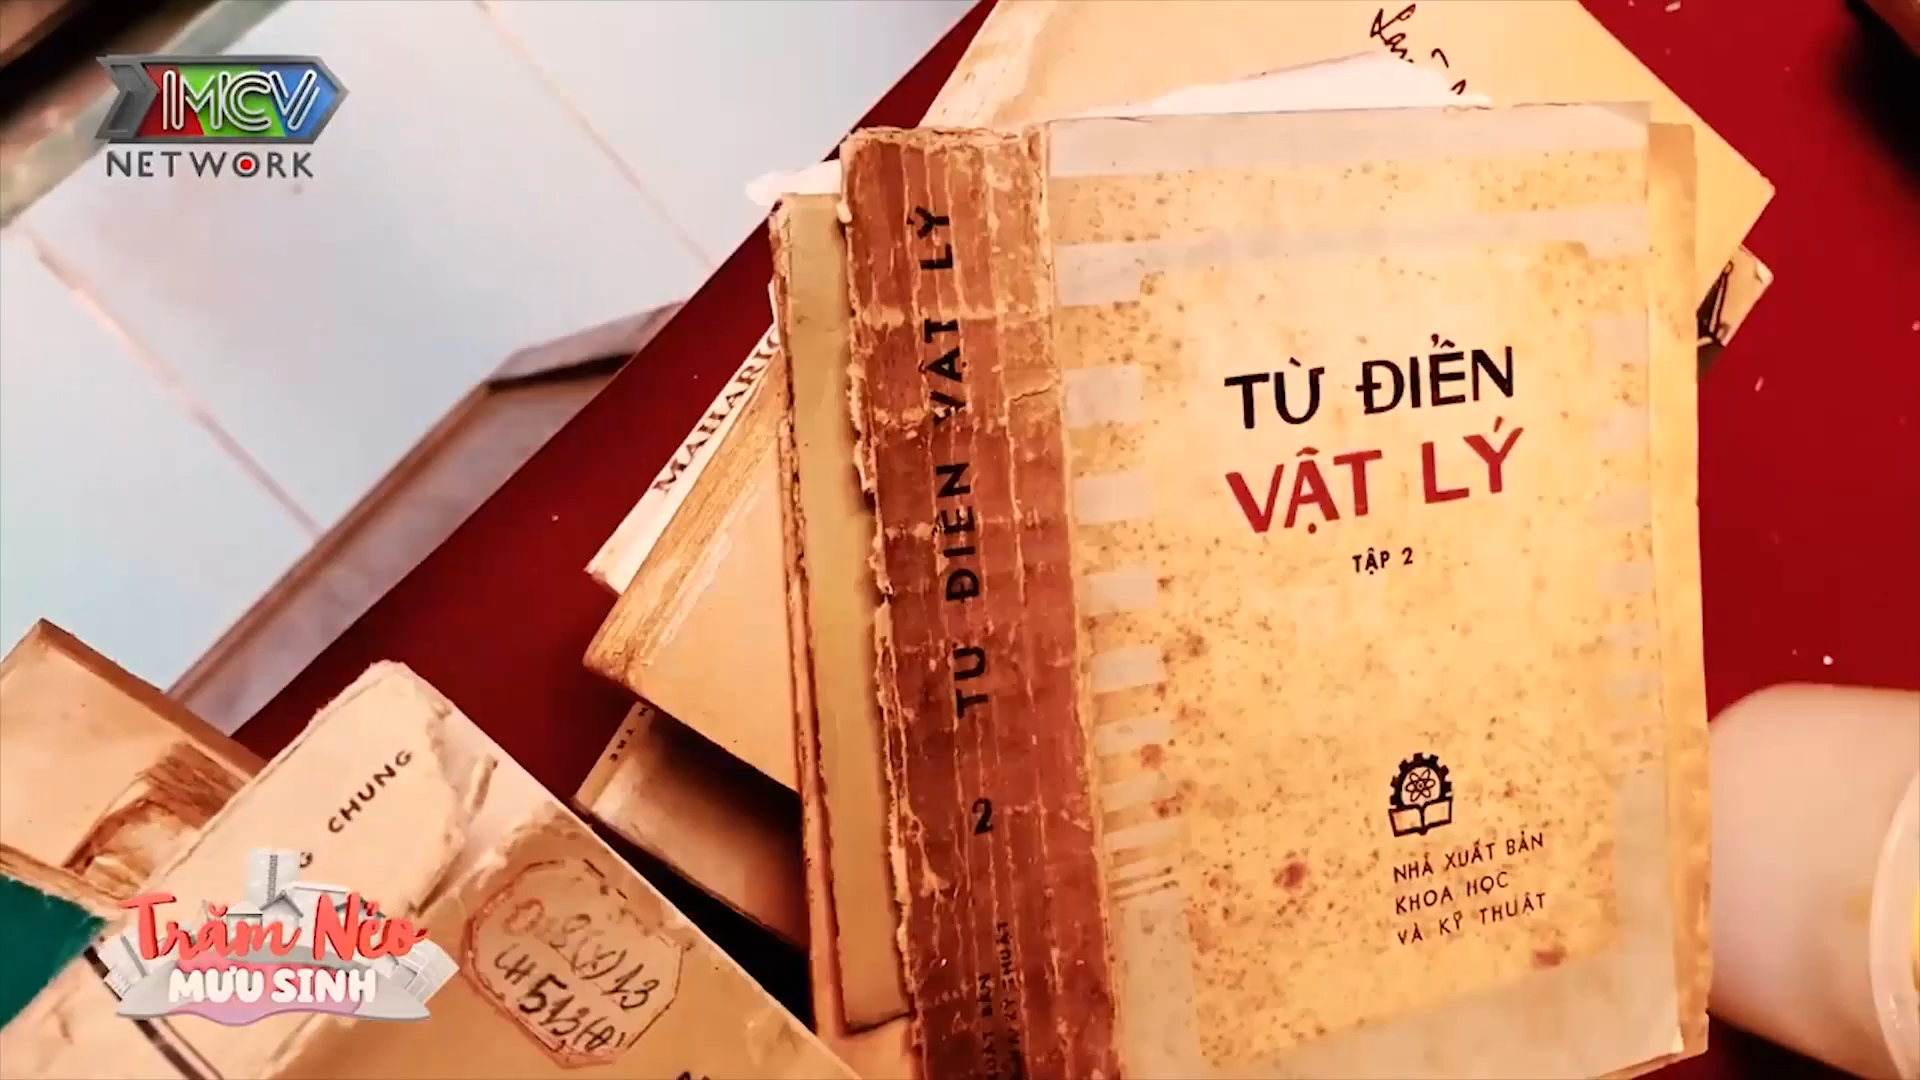 MCV
NETWORK
TỪ ĐIỂN VẬT LÝ
2
TỪ ĐIỂN
VẬT LÝ
TẬP 2
NHÀ XUẤT BẢN
KHOA HỌC
VÀ KỸ THUẬT
CHUNG
Trăm Nẻo
MƯU SINH